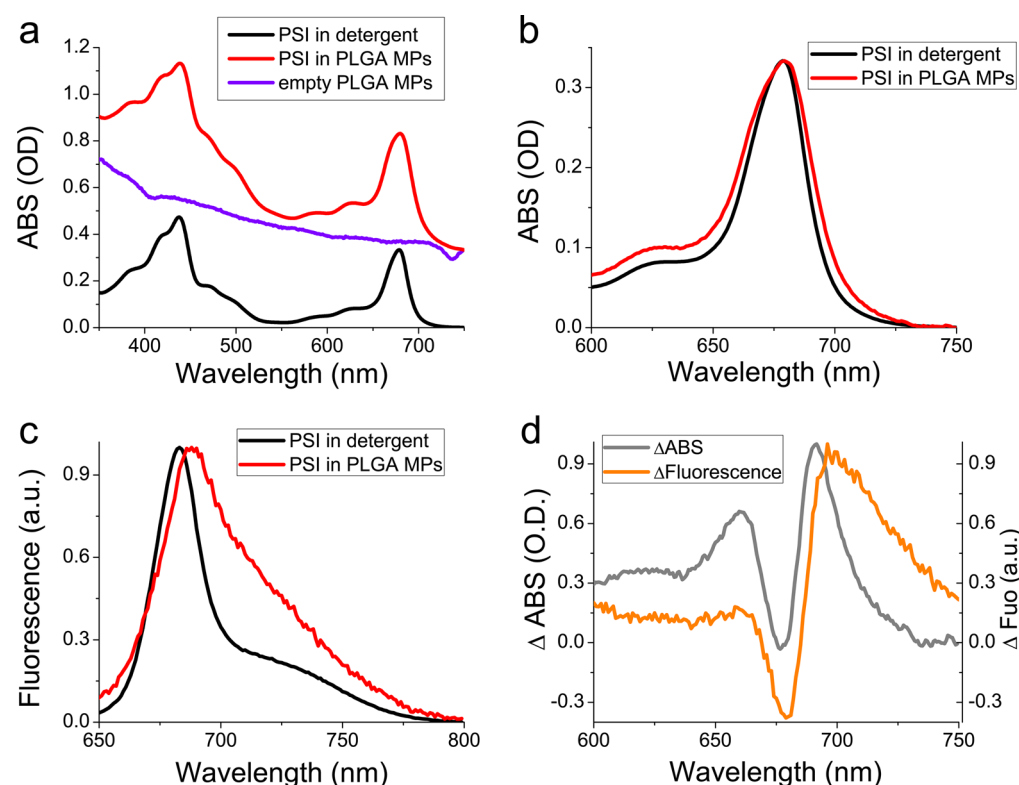 a
PSI in detergent
PSI in PLGA MPs
empty PLGA MPs
1.2
1.0
0.8
0.6
0.4
0.2
0.0
ABS (OD)
400 500 600 700
Wavelength (nm)
b
PSI in detergent
PSI in PLGA MPs
0.3
0.2
0.1
0.0
ABS (OD)
600 650 700 750
Wavelength (nm)
c
PSI in detergent
PSI in PLGA MPs
0.9
0.6
0.3
0.0
Fluorescence (a.u.)
650 700 750 800
Wavelength (nm)
d
ΔABS
ΔFluorescence
0.9
0.6
0.3
0.0
-0.3
Δ ABS (O.D.)
0.9
0.6
0.3
0.0
-0.3
Δ Fuo (a.u.)
600 650 700 750
Wavelength (nm)